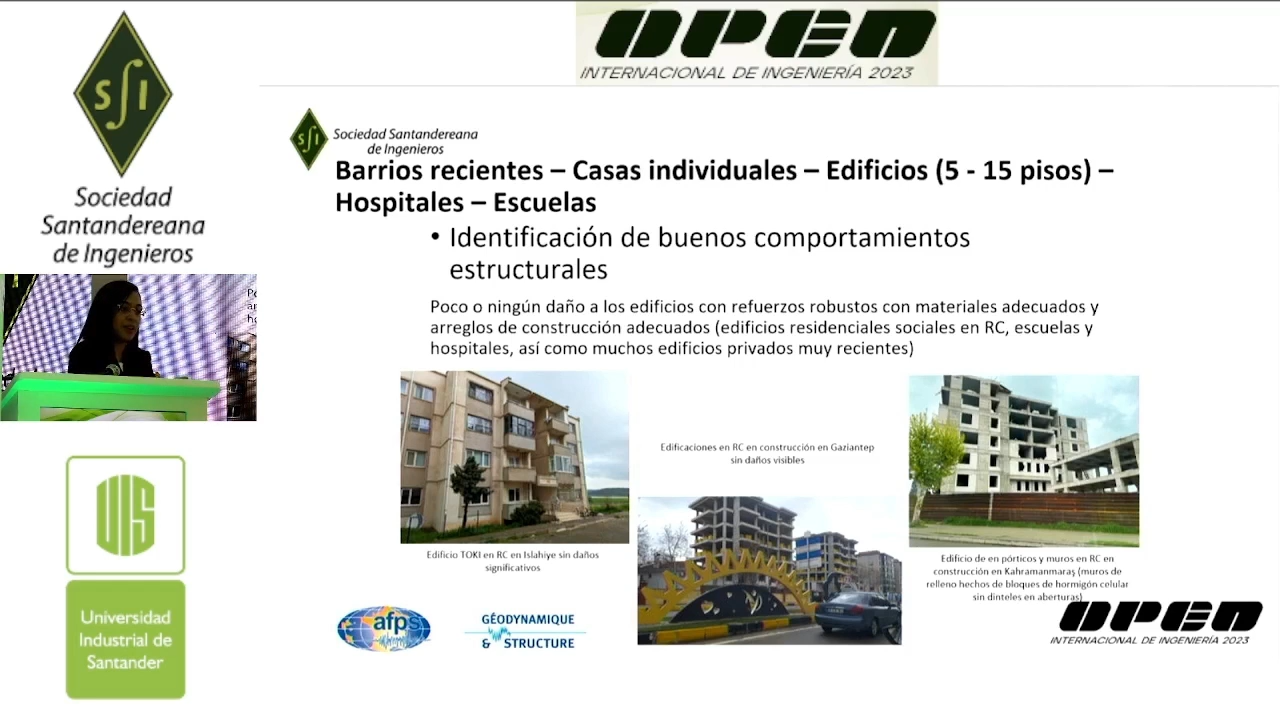 OPEN
INTERNACIONAL DE INGENIERÍA 2023
SSI
Sociedad
Santandereana
de Ingenieros
SSI
Sociedad Santandereana
de Ingenieros
Barrios recientes – Casas individuales – Edificios (5 - 15 pisos) –
Hospitales – Escuelas
• Identificación de buenos comportamientos
estructurales
Poco o ningún daño a los edificios con refuerzos robustos con materiales adecuados y
arreglos de construcción adecuados (edificios residenciales sociales en RC, escuelas y
hospitales, así como muchos edificios privados muy recientes)
Edificaciones en RC en construcción en Gaziantep
sin daños visibles
Edificio TOKI en RC en Islahiye sin daños
significativos
Edificio de en pórticos y muros en RC en
construcción en Kahramanmaraş (muros de
relleno hechos de bloques de hormigón celular
sin dinteles en aberturas)
UIS
Universidad
Industrial de
Santander
afps
GÉODYNAMIQUE
& STRUCTURE
OPEN
INTERNACIONAL DE INGENIERÍA 2023